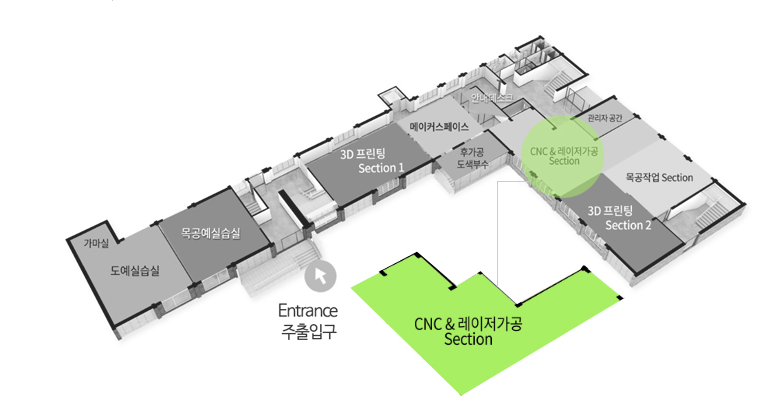 안내데스크
메이커스페이스
관리자 공간
3D 프린팅
Section 1
후가공
도색부수
CNC & 레이저가공
Section
목공작업 Section
3D 프린팅
Section 2
목공예실습실
가마실
도예실습실
Entrance
주출입구
CNC & 레이저가공
Section